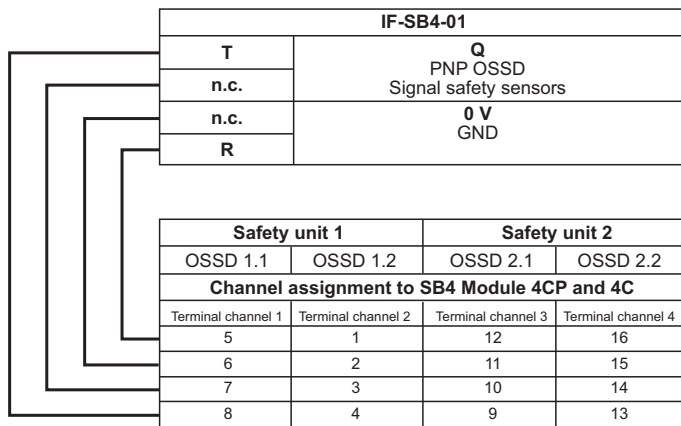 IF-SB4-01
T
Q
PNP OSSD
n.c.
Signal safety sensors
n.c.
0 V
GND
R
Safety unit 1 Safety unit 2
OSSD 1.1 OSSD 1.2 OSSD 2.1 OSSD 2.2
Channel assignment to SB4 Module 4CP and 4C
Terminal channel 1 Terminal channel 2 Terminal channel 3 Terminal channel 4
5 1 12 16
6 2 11 15
7 3 10 14
8 4 9 13